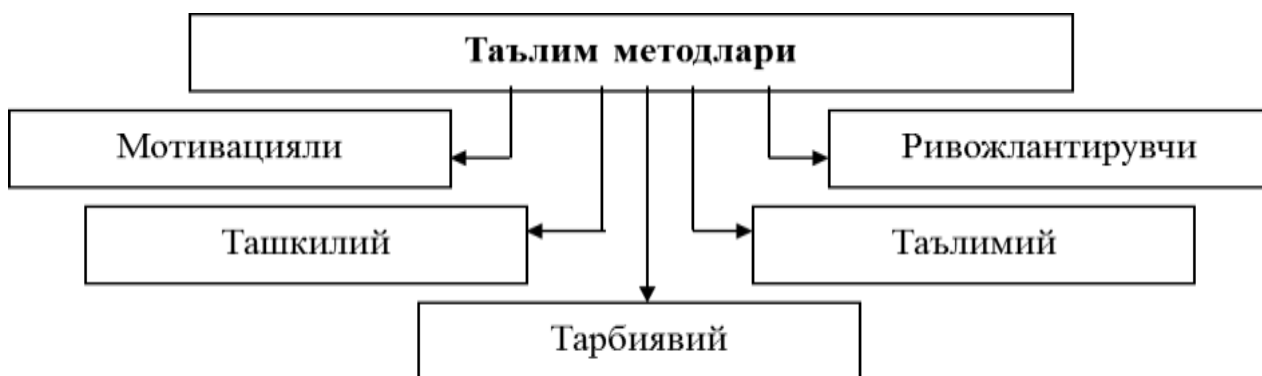 Таълим методлари
Мотивацияли
Ривожлантирувчи
Ташкилий
Таълимий
Тарбиявий